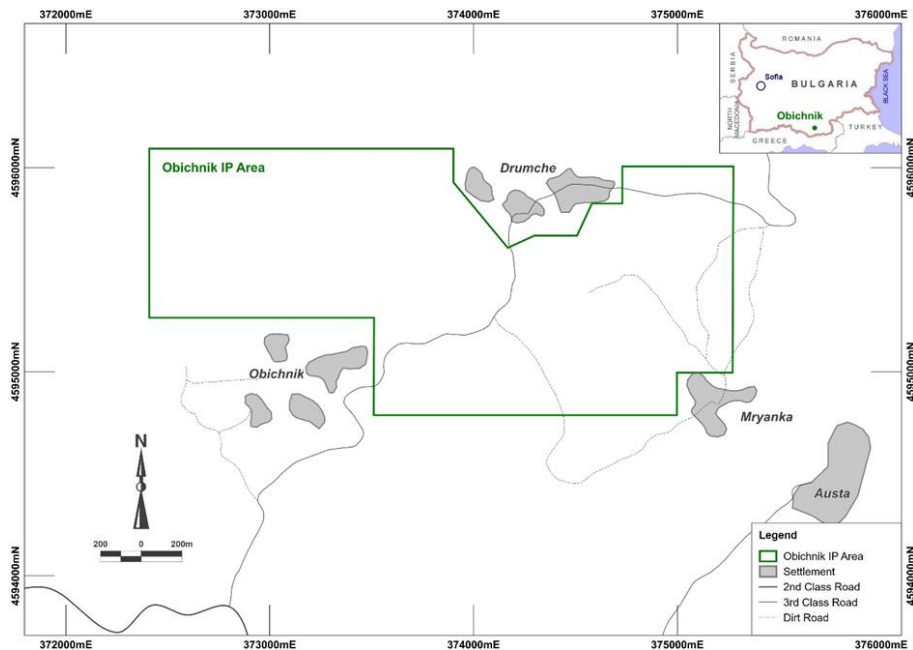 372000mE 373000mE 374000mE 375000mE 376000mE
ROMANIA
SERBIA
Sofia
BULGARIA
BLACK SEA
Obichnik
NORTH
MACEDONIA
GREECE
TURKEY
4596000mN
4596000mN
Obichnik IP Area
Drumche
4595000mN
4595000mN
Obichnik
Mryanka
N
Austa
200 0 200m
Legend
Obichnik IP Area
Settlement
2nd Class Road
3rd Class Road
Dirt Road
4594000mN
4594000mN
372000mE 373000mE 374000mE 375000mE 376000mE